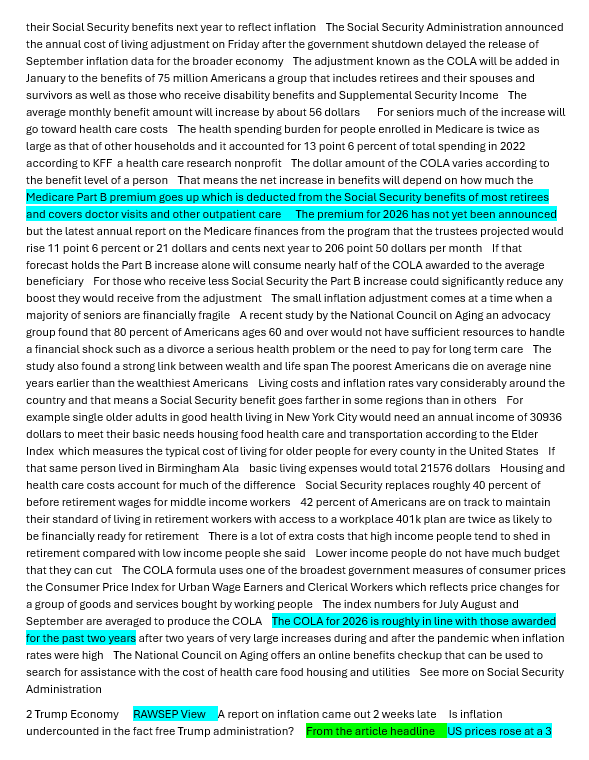 their Social Security benefits next year to reflect inflation The Social Security Administration announced
the annual cost of living adjustment on Friday after the government shutdown delayed the release of
September inflation data for the broader economy The adjustment known as the COLA will be added in
January to the benefits of 75 million Americans a group that includes retirees and their spouses and
survivors as well as those who receive disability benefits and Supplemental Security Income The
average monthly benefit amount will increase by about 56 dollars For seniors much of the increase will
go toward health care costs The health spending burden for people enrolled in Medicare is twice as
large as that of other households and it accounted for 13 point 6 percent of total spending in 2022
according to KFF a health care research nonprofit The dollar amount of the COLA varies according to
the benefit level of a person That means the net increase in benefits will depend on how much the
Medicare Part B premium goes up which is deducted from the Social Security benefits of most retirees
and covers doctor visits and other outpatient care The premium for 2026 has not yet been announced
but the latest annual report on the Medicare finances from the program that the trustees projected would
rise 11 point 6 percent or 21 dollars and cents next year to 206 point 50 dollars per month If that
forecast holds the Part B increase alone will consume nearly half of the COLA awarded to the average
beneficiary For those who receive less Social Security the Part B increase could significantly reduce any
boost they would receive from the adjustment The small inflation adjustment comes at a time when a
majority of seniors are financially fragile A recent study by the National Council on Aging an advocacy
group found that 80 percent of Americans ages 60 and over would not have sufficient resources to handle
a financial shock such as a divorce a serious health problem or the need to pay for long term care The
study also found a strong link between wealth and life span The poorest Americans die on average nine
years earlier than the wealthiest Americans Living costs and inflation rates vary considerably around the
country and that means a Social Security benefit goes farther in some regions than in others For
example single older adults in good health living in New York City would need an annual income of 30936
dollars to meet their basic needs housing food health care and transportation according to the Elder
Index which measures the typical cost of living for older people for every county in the United States If
that same person lived in Birmingham Ala basic living expenses would total 21576 dollars Housing and
health care costs account for much of the difference Social Security replaces roughly 40 percent of
before retirement wages for middle income workers 42 percent of Americans are on track to maintain
their standard of living in retirement workers with access to a workplace 401k plan are twice as likely to
be financially ready for retirement There is a lot of extra costs that high income people tend to shed in
retirement compared with low income people she said Lower income people do not have much budget
that they can cut The COLA formula uses one of the broadest government measures of consumer prices
the Consumer Price Index for Urban Wage Earners and Clerical Workers which reflects price changes for
a group of goods and services bought by working people The index numbers for July August and
September are averaged to produce the COLA The COLA for 2026 is roughly in line with those awarded
for the past two years after two years of very large increases during and after the pandemic when inflation
rates were high The National Council on Aging offers an online benefits checkup that can be used to
search for assistance with the cost of health care food housing and utilities See more on Social Security
Administration
2 Trump Economy RAWSEP View A report on inflation came out 2 weeks late Is inflation
undercounted in the fact free Trump administration? From the article headline US prices rose at a 3